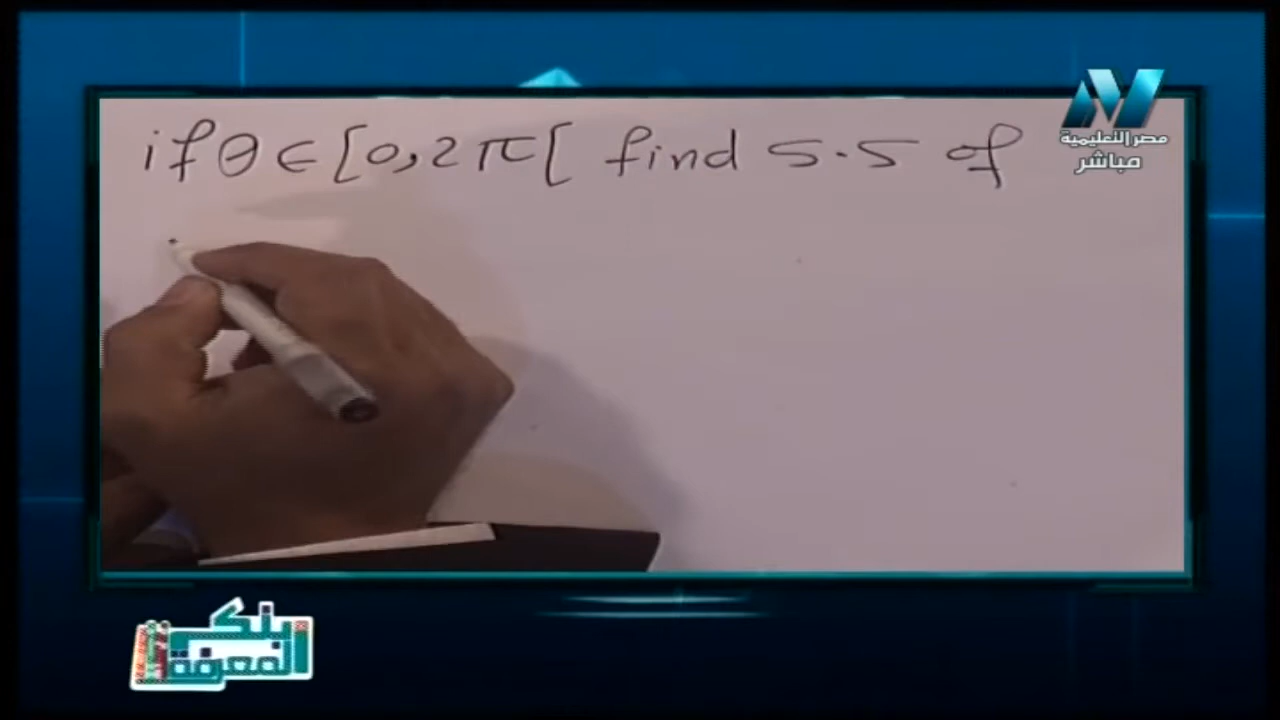 if θ ∈ [0,2π[ find S.S of
مصر التعليمية
مباشر
بنك
المعرفة